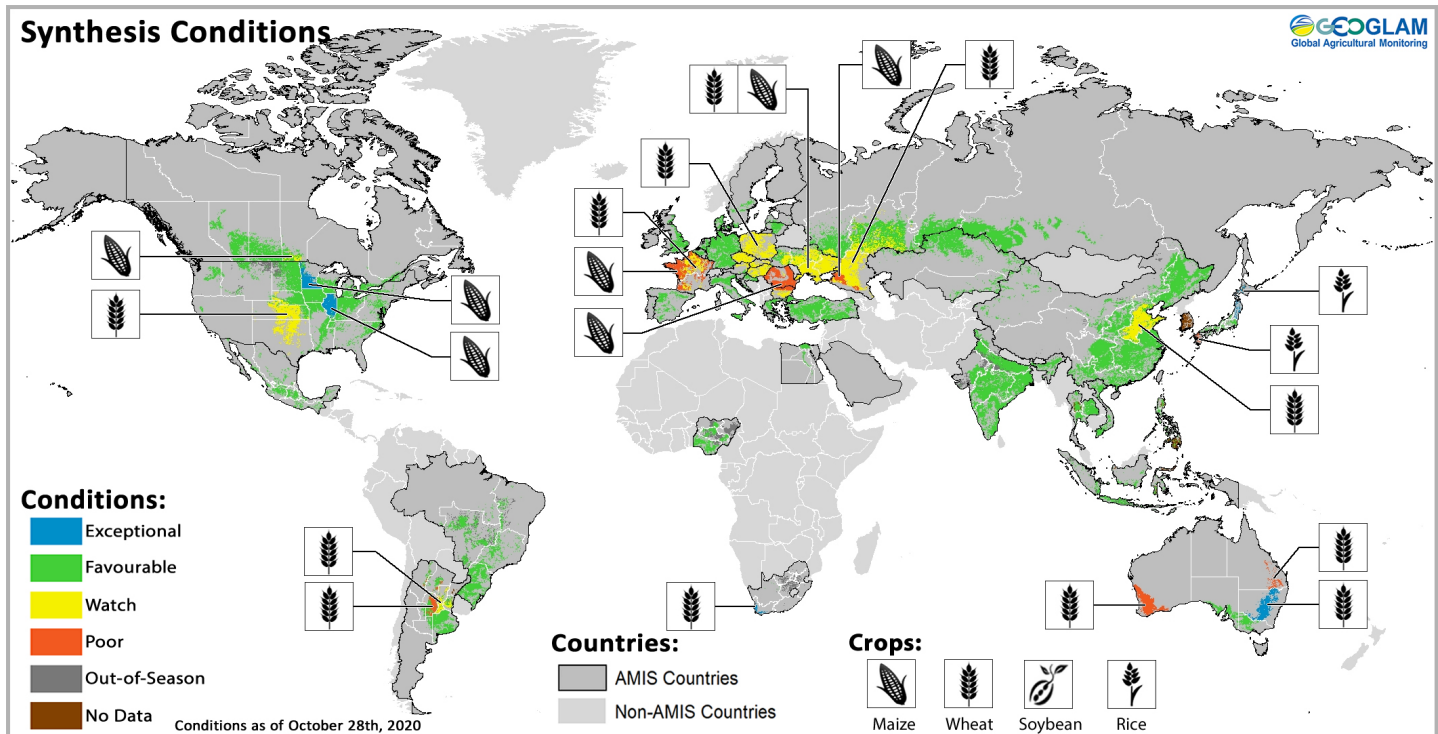 Synthesis Conditions
GEOGLAM
Global Agricultural Monitoring
Conditions:
Exceptional
Favourable
Watch
Poor
Out-of-Season
No Data
Conditions as of October 28th, 2020
Countries:
AMIS Countries
Non-AMIS Countries
Crops:
Maize
Wheat
Soybean
Rice